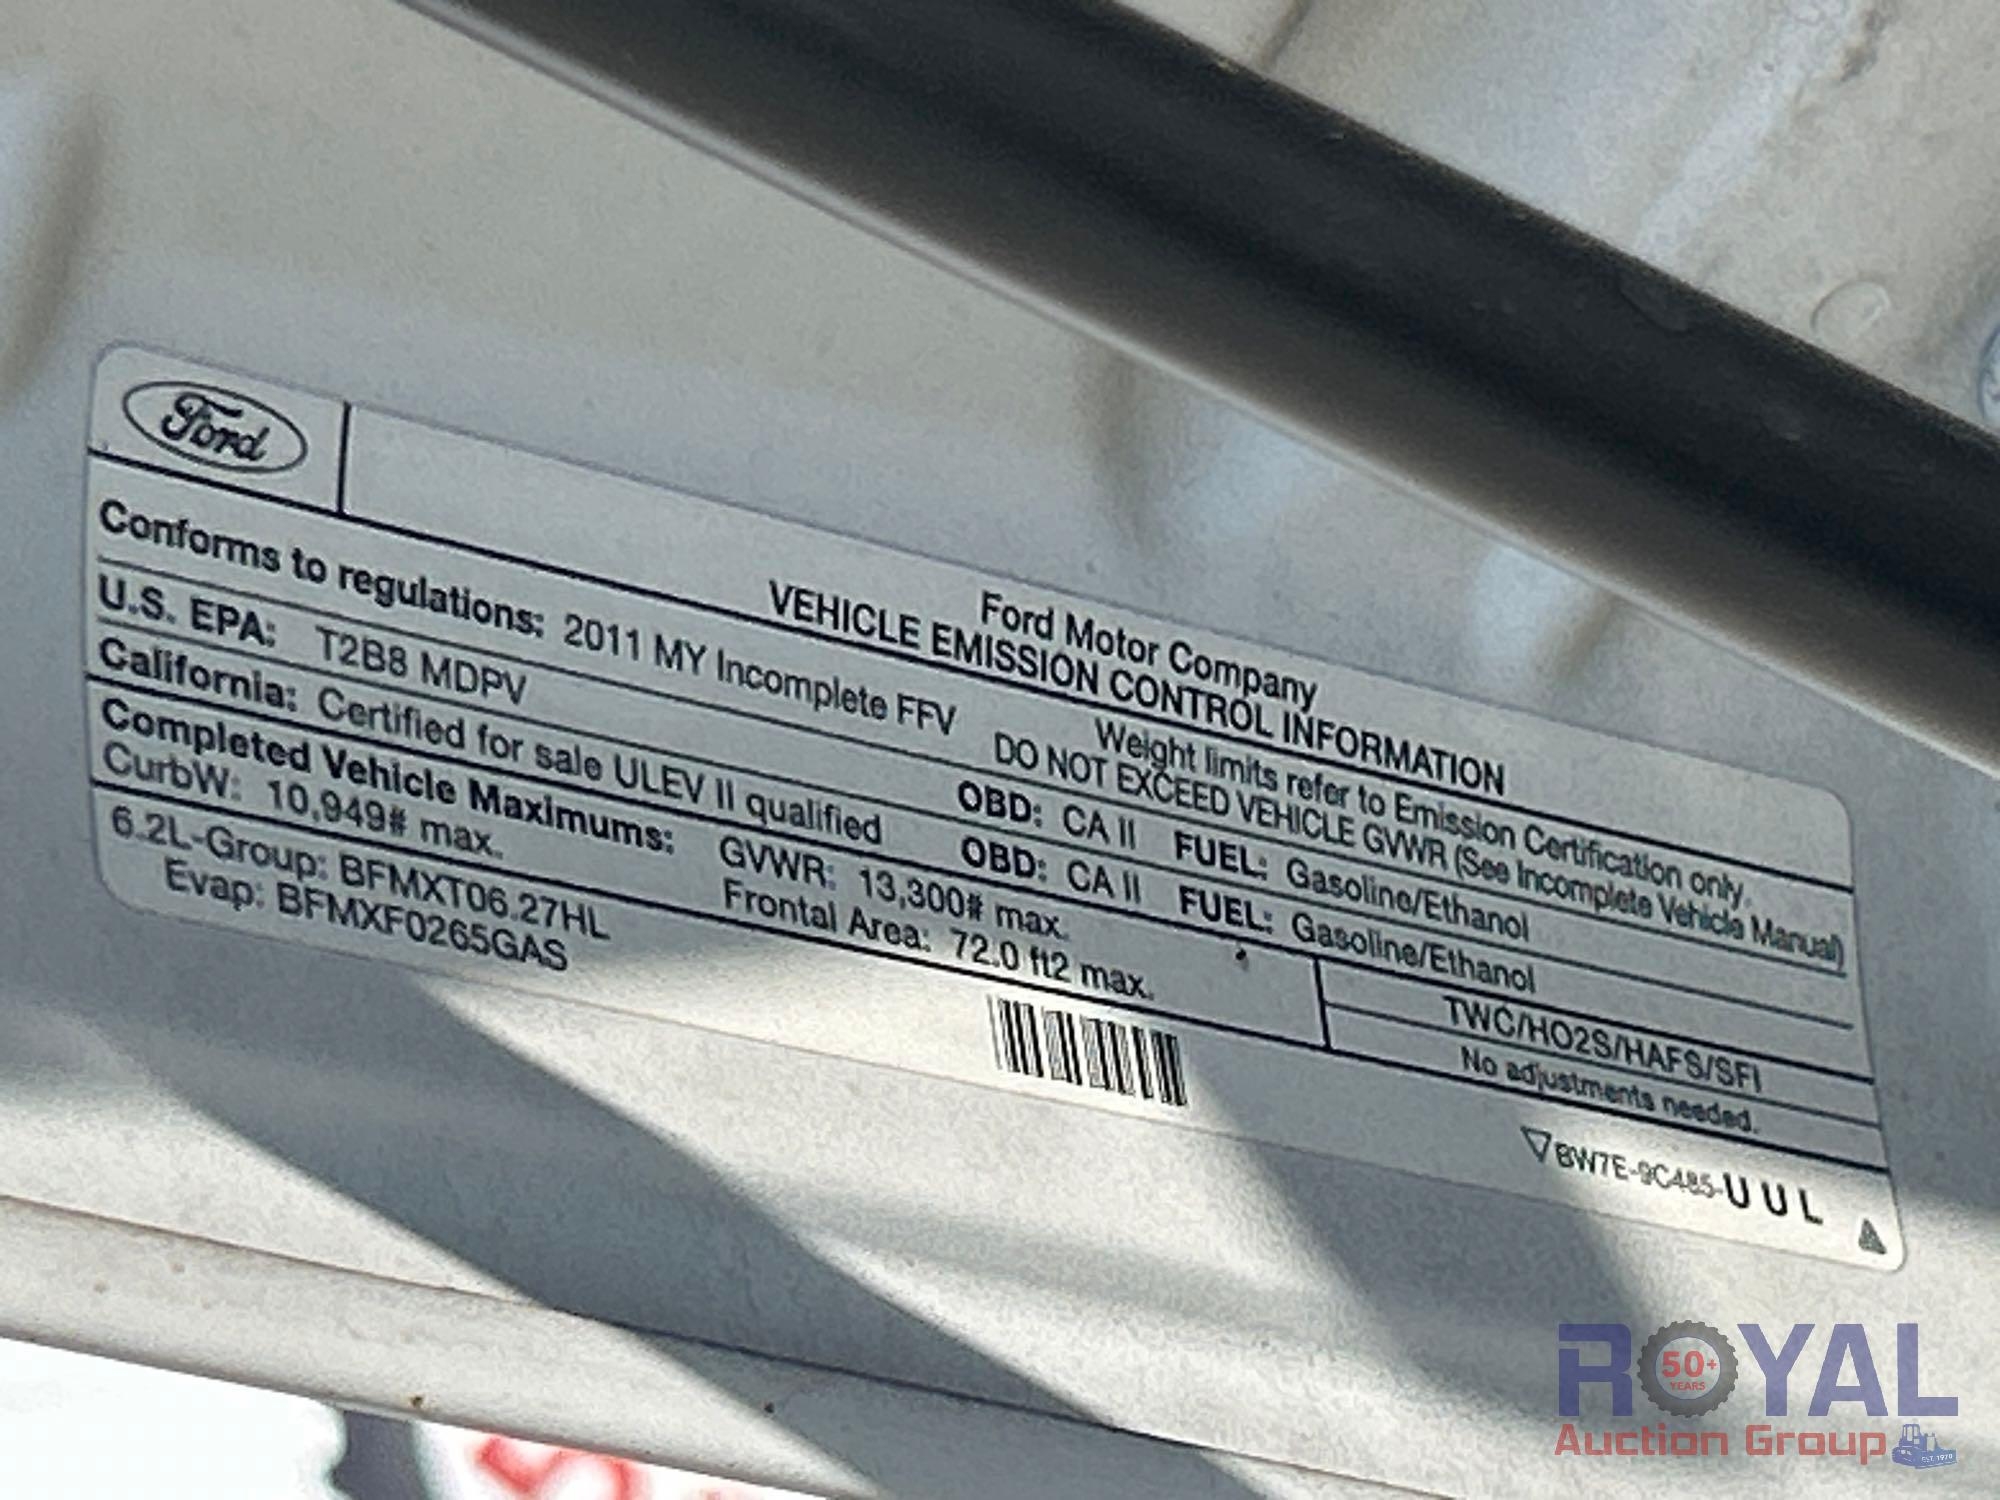 Ford
Ford Motor Company
VEHICLE EMISSION CONTROL INFORMATION
Conforms to regulations: 2011 MY Incomplete FFV
Weight limits refer to Emission Certification only.
DO NOT EXCEED VEHICLE GVWR (See Incomplete Vehicle Manual)
U.S. EPA: T2B8 MDPV OBD: CA II FUEL: Gasoline/Ethanol
California: Certified for sale ULEV II qualified OBD: CA II FUEL: Gasoline/Ethanol
Completed Vehicle Maximums: GVWR: 13,300# max.
CurbW: 10,949# max. Frontal Area: 72.0 ft2 max.
TWC/HO2S/HAFS/SFI
No adjustments needed.
6.2L-Group: BFMXT06.27HL
Evap: BFMXF0265GAS
BW7E-9C485-U U L
ROYAL
50+
YEARS
Auction Group
EST. 1970